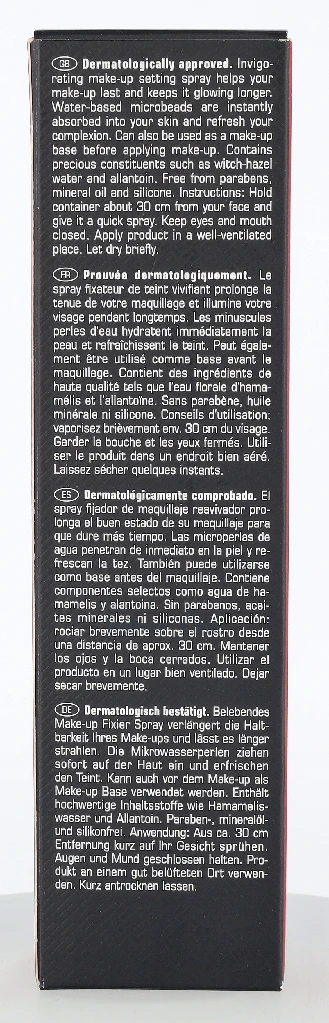 GB Dermatologically approved. Invigo-
rating make-up setting spray helps your
make-up last and keeps it glowing longer.
Water-based microbeads are instantly
absorbed into your skin and refresh your
complexion. Can also be used as a make-up
base before applying make-up. Contains
precious constituents such as witch-hazel
water and allantoin. Free from parabens,
mineral oil and silicone. Instructions: Hold
container about 30 cm from your face and
give it a quick spray. Keep eyes and mouth
closed. Apply product in a well-ventilated
place. Let dry briefly.
FR Prouvée dermatologiquement. Le
spray fixateur de teint vivifiant prolonge la
tenue de votre maquillage et illumine votre
visage pendant longtemps. Les minuscules
perles d'eau hydratent immédiatement la
peau et refraîchissent le teint. Peut égale-
ment être utilisé comme base avant le
maquillage. Contient des ingrédients de
haute qualité tels que l'eau florale d'hama-
mélis et l'allantoïne. Sans parabène, huile
minérale ni silicone. Conseils d'utilisation:
vaporisez brièvement env. 30 cm du visage.
Garder la bouche et les yeux fermés. Utili-
ser le produit dans un endroit bien aéré.
Laissez sécher quelques instants.
ES Dermatológicamente comprobado. El
spray fijador de maquillaje reavivador pro-
longa el buen estado de su maquillaje para
que dure más tiempo. Las microperlas de
agua penetran de inmediato en la piel y re-
frescan la tez. También puede utilizarse
como base antes del maquillaje. Contiene
componentes selectos como agua de ha-
mamelis y alantoina. Sin parabenos, acei-
tes minerales ni siliconas. Aplicación:
rociar brevemente sobre el rostro desde
una distancia de aprox. 30 cm. Mantener
los ojos y la boca cerrados. Utilizar el
producto en un lugar bien ventilado. Dejar
secar brevemente.
DE Dermatologisch bestätigt. Belebendes
Make-up Fixier Spray verlängert die Halt-
barkeit Ihres Make-ups und lässt es länger
strahlen. Die Mikrowasserperlen ziehen
sofort auf der Haut ein und erfrischen
den Teint. Kann auch vor dem Make-up als
Make-up Base verwendet werden. Enthält
hochwertige Inhaltsstoffe wie Hamamelis-
wasser und Allantoin. Paraben-, mineralöl-
und silikonfrei. Anwendung: Aus ca. 30 cm
Entfernung kurz auf Ihr Gesicht sprühen.
Augen und Mund geschlossen halten. Pro-
dukt an einem gut belüfteten Ort verwen-
den. Kurz antrocknen lassen.